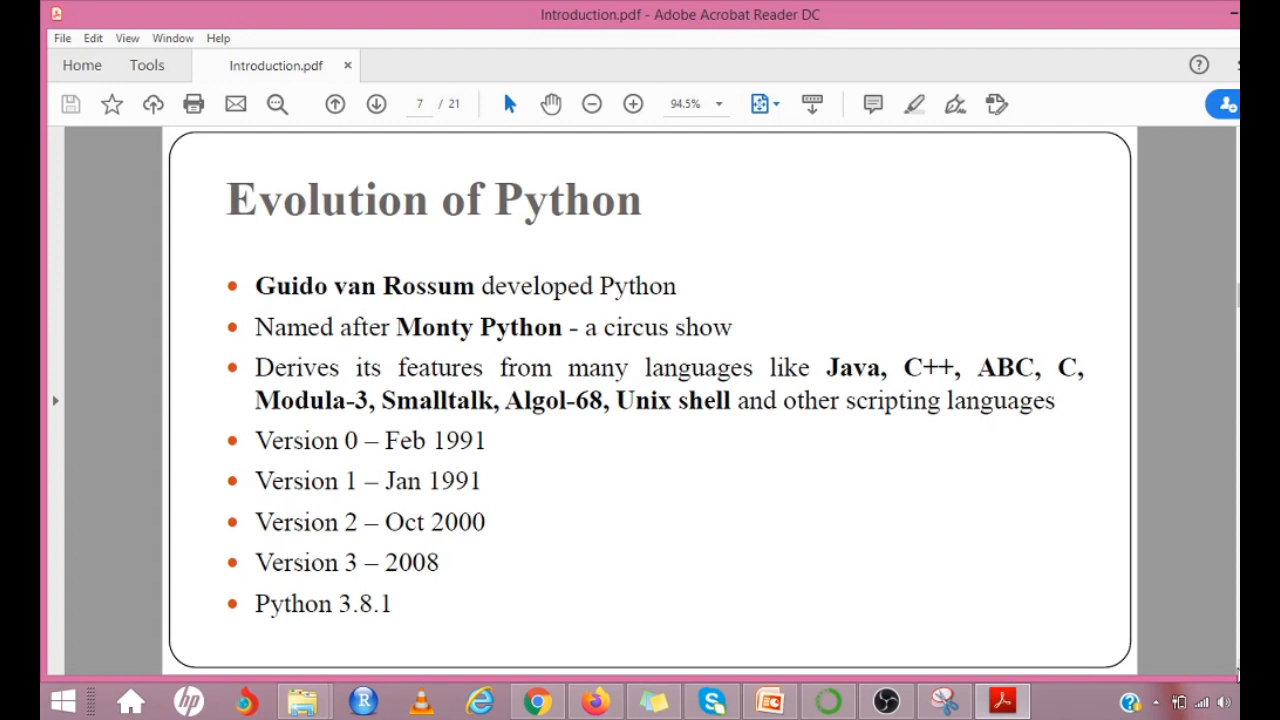 Introduction.pdf - Adobe Acrobat Reader DC
File Edit View Window Help
Home Tools Introduction.pdf ×
7 / 21 94.5%
Evolution of Python
• Guido van Rossum developed Python
• Named after Monty Python - a circus show
• Derives its features from many languages like Java, C++, ABC, C,
Modula-3, Smalltalk, Algol-68, Unix shell and other scripting languages
• Version 0 – Feb 1991
• Version 1 – Jan 1991
• Version 2 – Oct 2000
• Version 3 – 2008
• Python 3.8.1